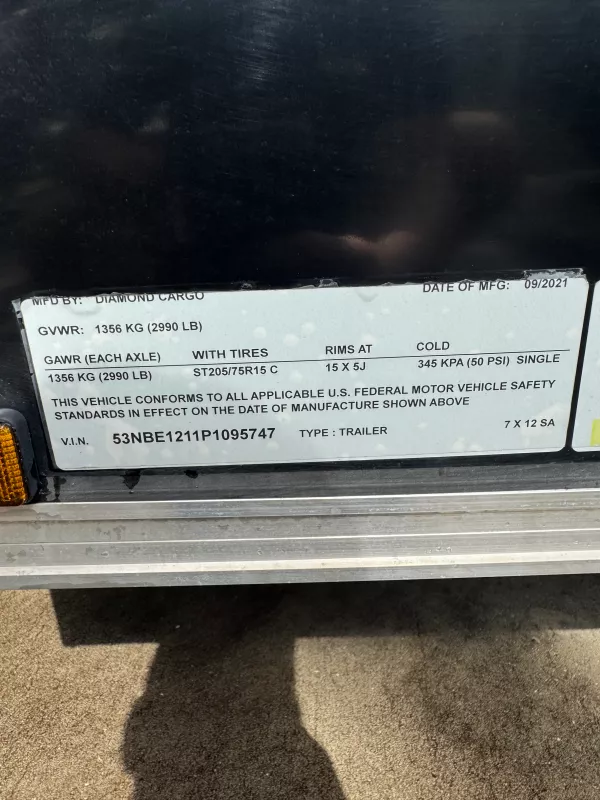 MFD BY: DIAMOND CARGO DATE OF MFG: 09/2021
GVWR: 1356 KG (2990 LB)
GAWR (EACH AXLE) WITH TIRES RIMS AT COLD
1356 KG (2990 LB) ST205/75R15 C 15 X 5J 345 KPA (50 PSI) SINGLE
THIS VEHICLE CONFORMS TO ALL APPLICABLE U.S. FEDERAL MOTOR VEHICLE SAFETY
STANDARDS IN EFFECT ON THE DATE OF MANUFACTURE SHOWN ABOVE
V.I.N. 53NBE1211P1095747 TYPE : TRAILER 7 X 12 SA